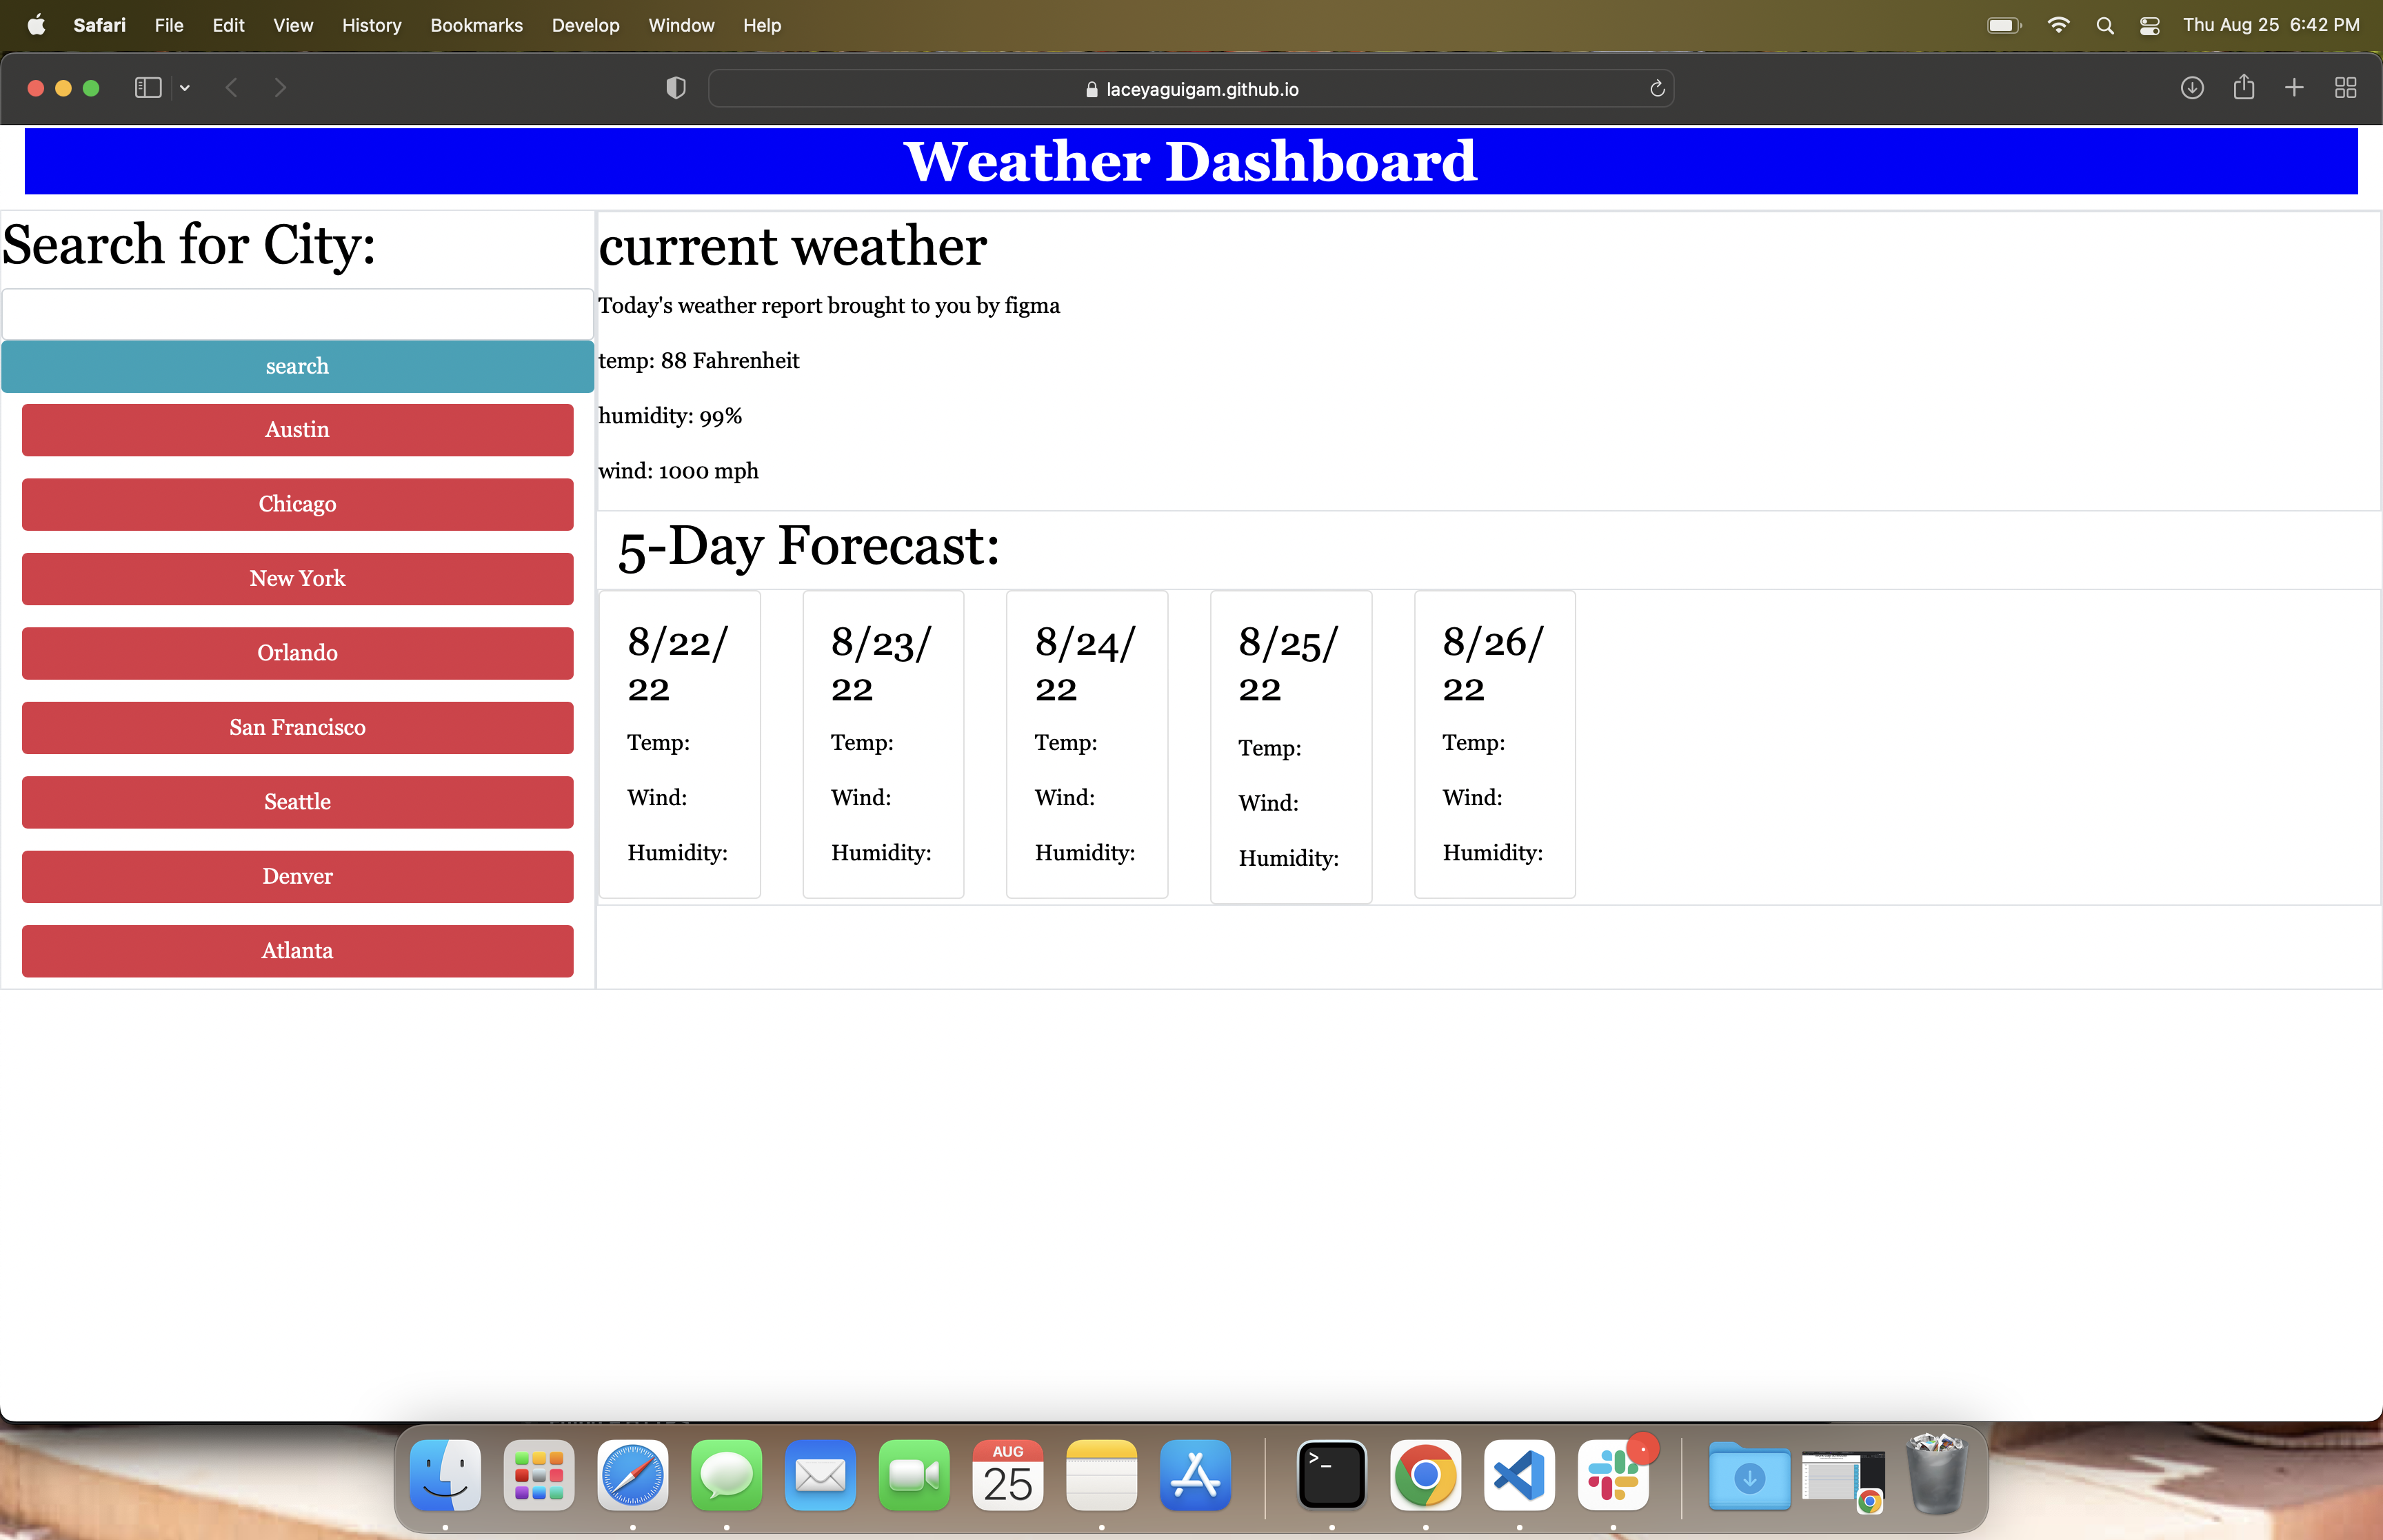 Safari File Edit View History Bookmarks Develop Window Help Thu Aug 25 6:42 PM
laceyaguigam.github.io
Weather Dashboard
Search for City:
search
Austin
Chicago
New York
Orlando
San Francisco
Seattle
Denver
Atlanta
current weather
Today's weather report brought to you by figma
temp: 88 Fahrenheit
humidity: 99%
wind: 1000 mph
5-Day Forecast:
8/22/
22
Temp:
Wind:
Humidity:
8/23/
22
Temp:
Wind:
Humidity:
8/24/
22
Temp:
Wind:
Humidity:
8/25/
22
Temp:
Wind:
Humidity:
8/26/
22
Temp:
Wind:
Humidity:
AUG
25
>_